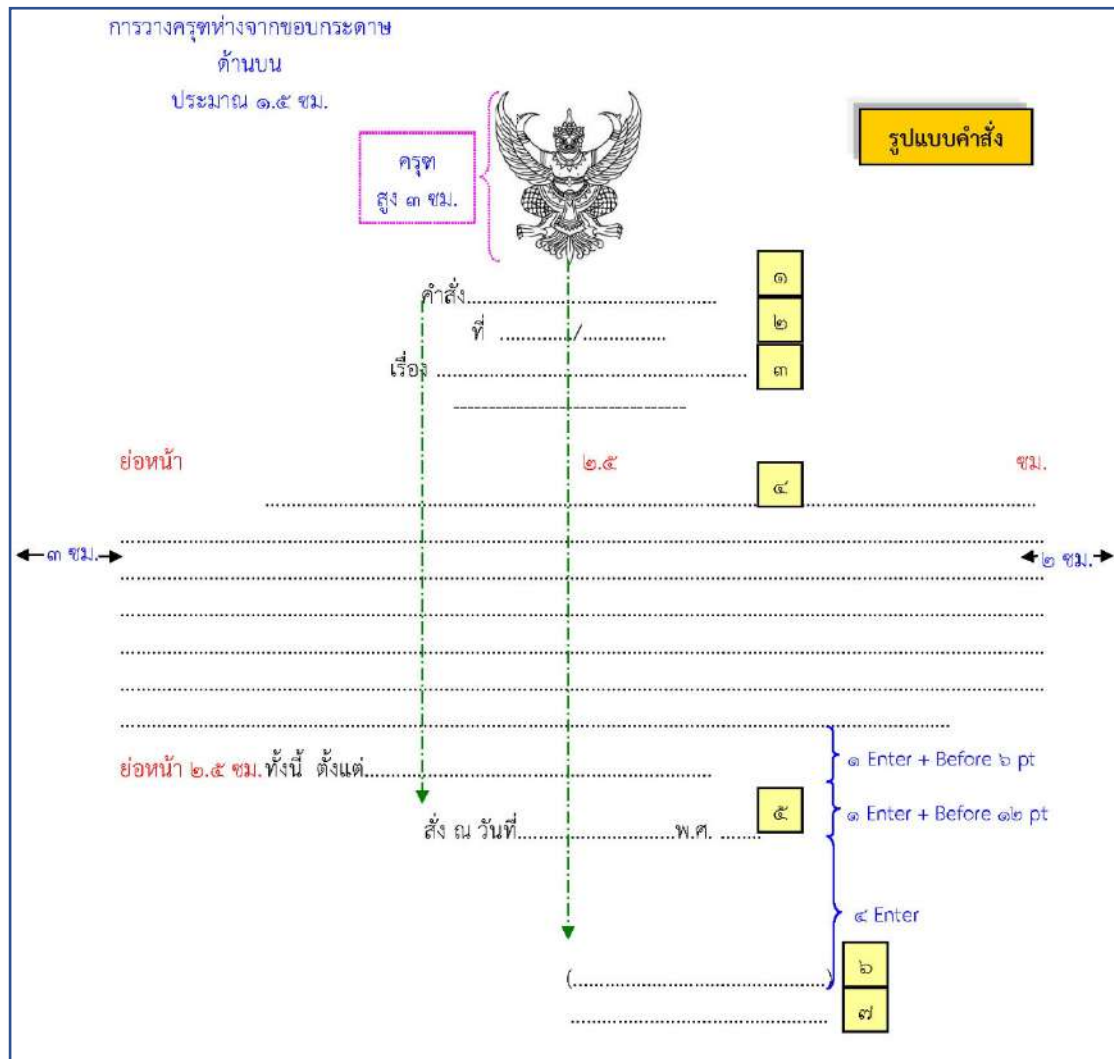 การวางครุฑห่างจากขอบกระดาษ
ด้านบน
ประมาณ ๑.๕ ซม.
รูปแบบคำสั่ง
ครุฑ
สูง ๓ ซม.
คำสั่ง............................................ ๑
ที่ ............../................ ๒
เรื่อง ....................................................... ๓
---------------------------------
ย่อหน้า ๒.๕ ซม.
๔
๓ ซม. ๒ ซม.
๑ Enter + Before ๖ pt
ย่อหน้า ๒.๕ ซม. ทั้งนี้ ตั้งแต่.............................................................
๑ Enter + Before ๑๒ pt
สั่ง ณ วันที่............................พ.ศ. ....... ๕
๔ Enter
(.............................................) ๖
.............................................. ๗